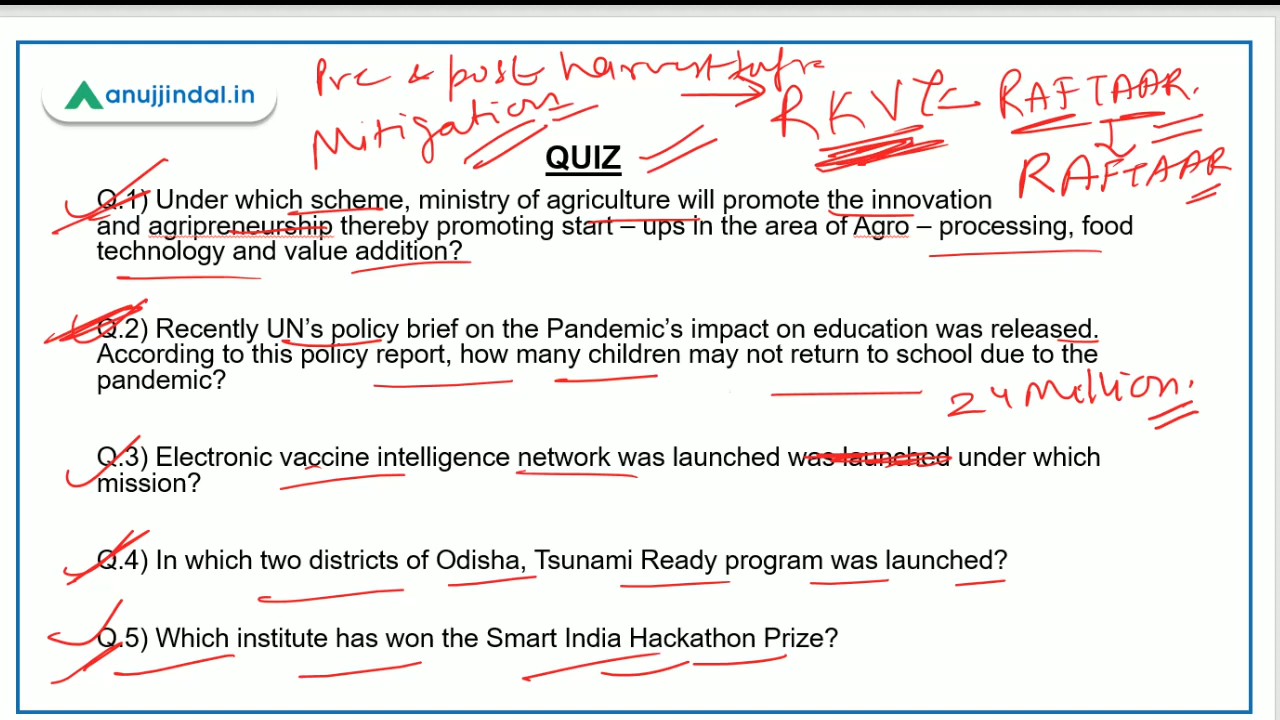 Pre & post harvest Infra
RKVY - RAFTAAR.
anujjindal.in
Mitigation
QUIZ
RAFTAAR
Q.1) Under which scheme, ministry of agriculture will promote the innovation
and agripreneurship thereby promoting start – ups in the area of Agro – processing, food
technology and value addition?
Q.2) Recently UN's policy brief on the Pandemic's impact on education was released.
According to this policy report, how many children may not return to school due to the
pandemic?
24 Million.
Q.3) Electronic vaccine intelligence network was launched was launched under which
mission?
Q.4) In which two districts of Odisha, Tsunami Ready program was launched?
Q.5) Which institute has won the Smart India Hackathon Prize?